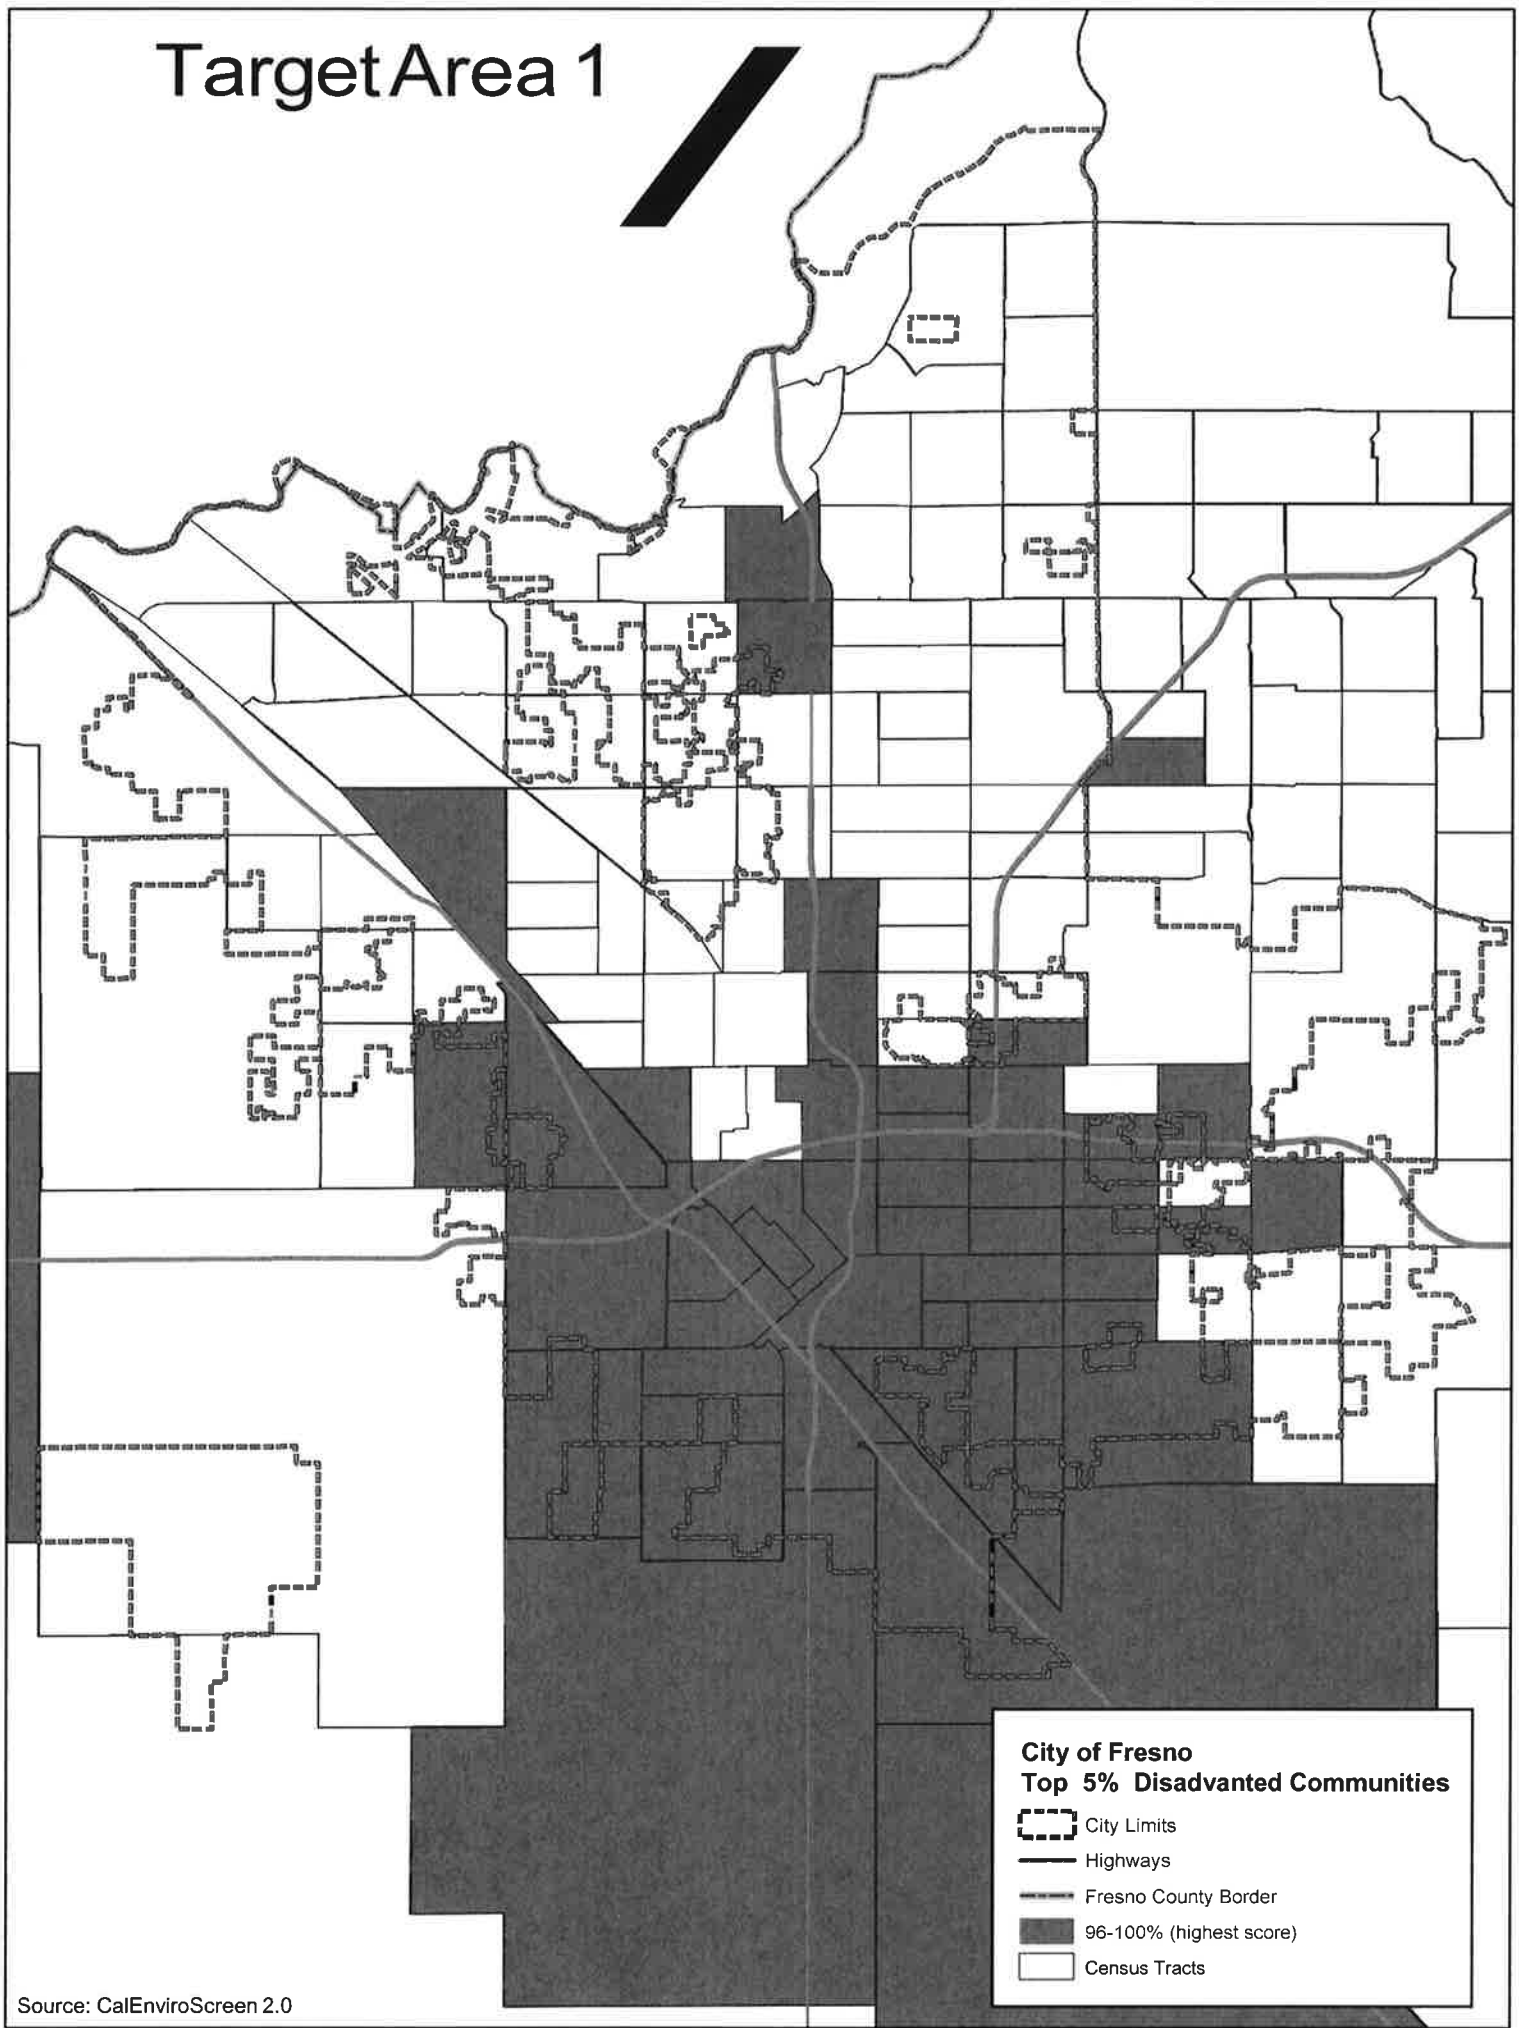 Target Area 1
City of Fresno
Top 5% Disadvanted Communities
City Limits
Highways
Fresno County Border
96-100% (highest score)
Census Tracts
Source: CalEnviroScreen 2.0